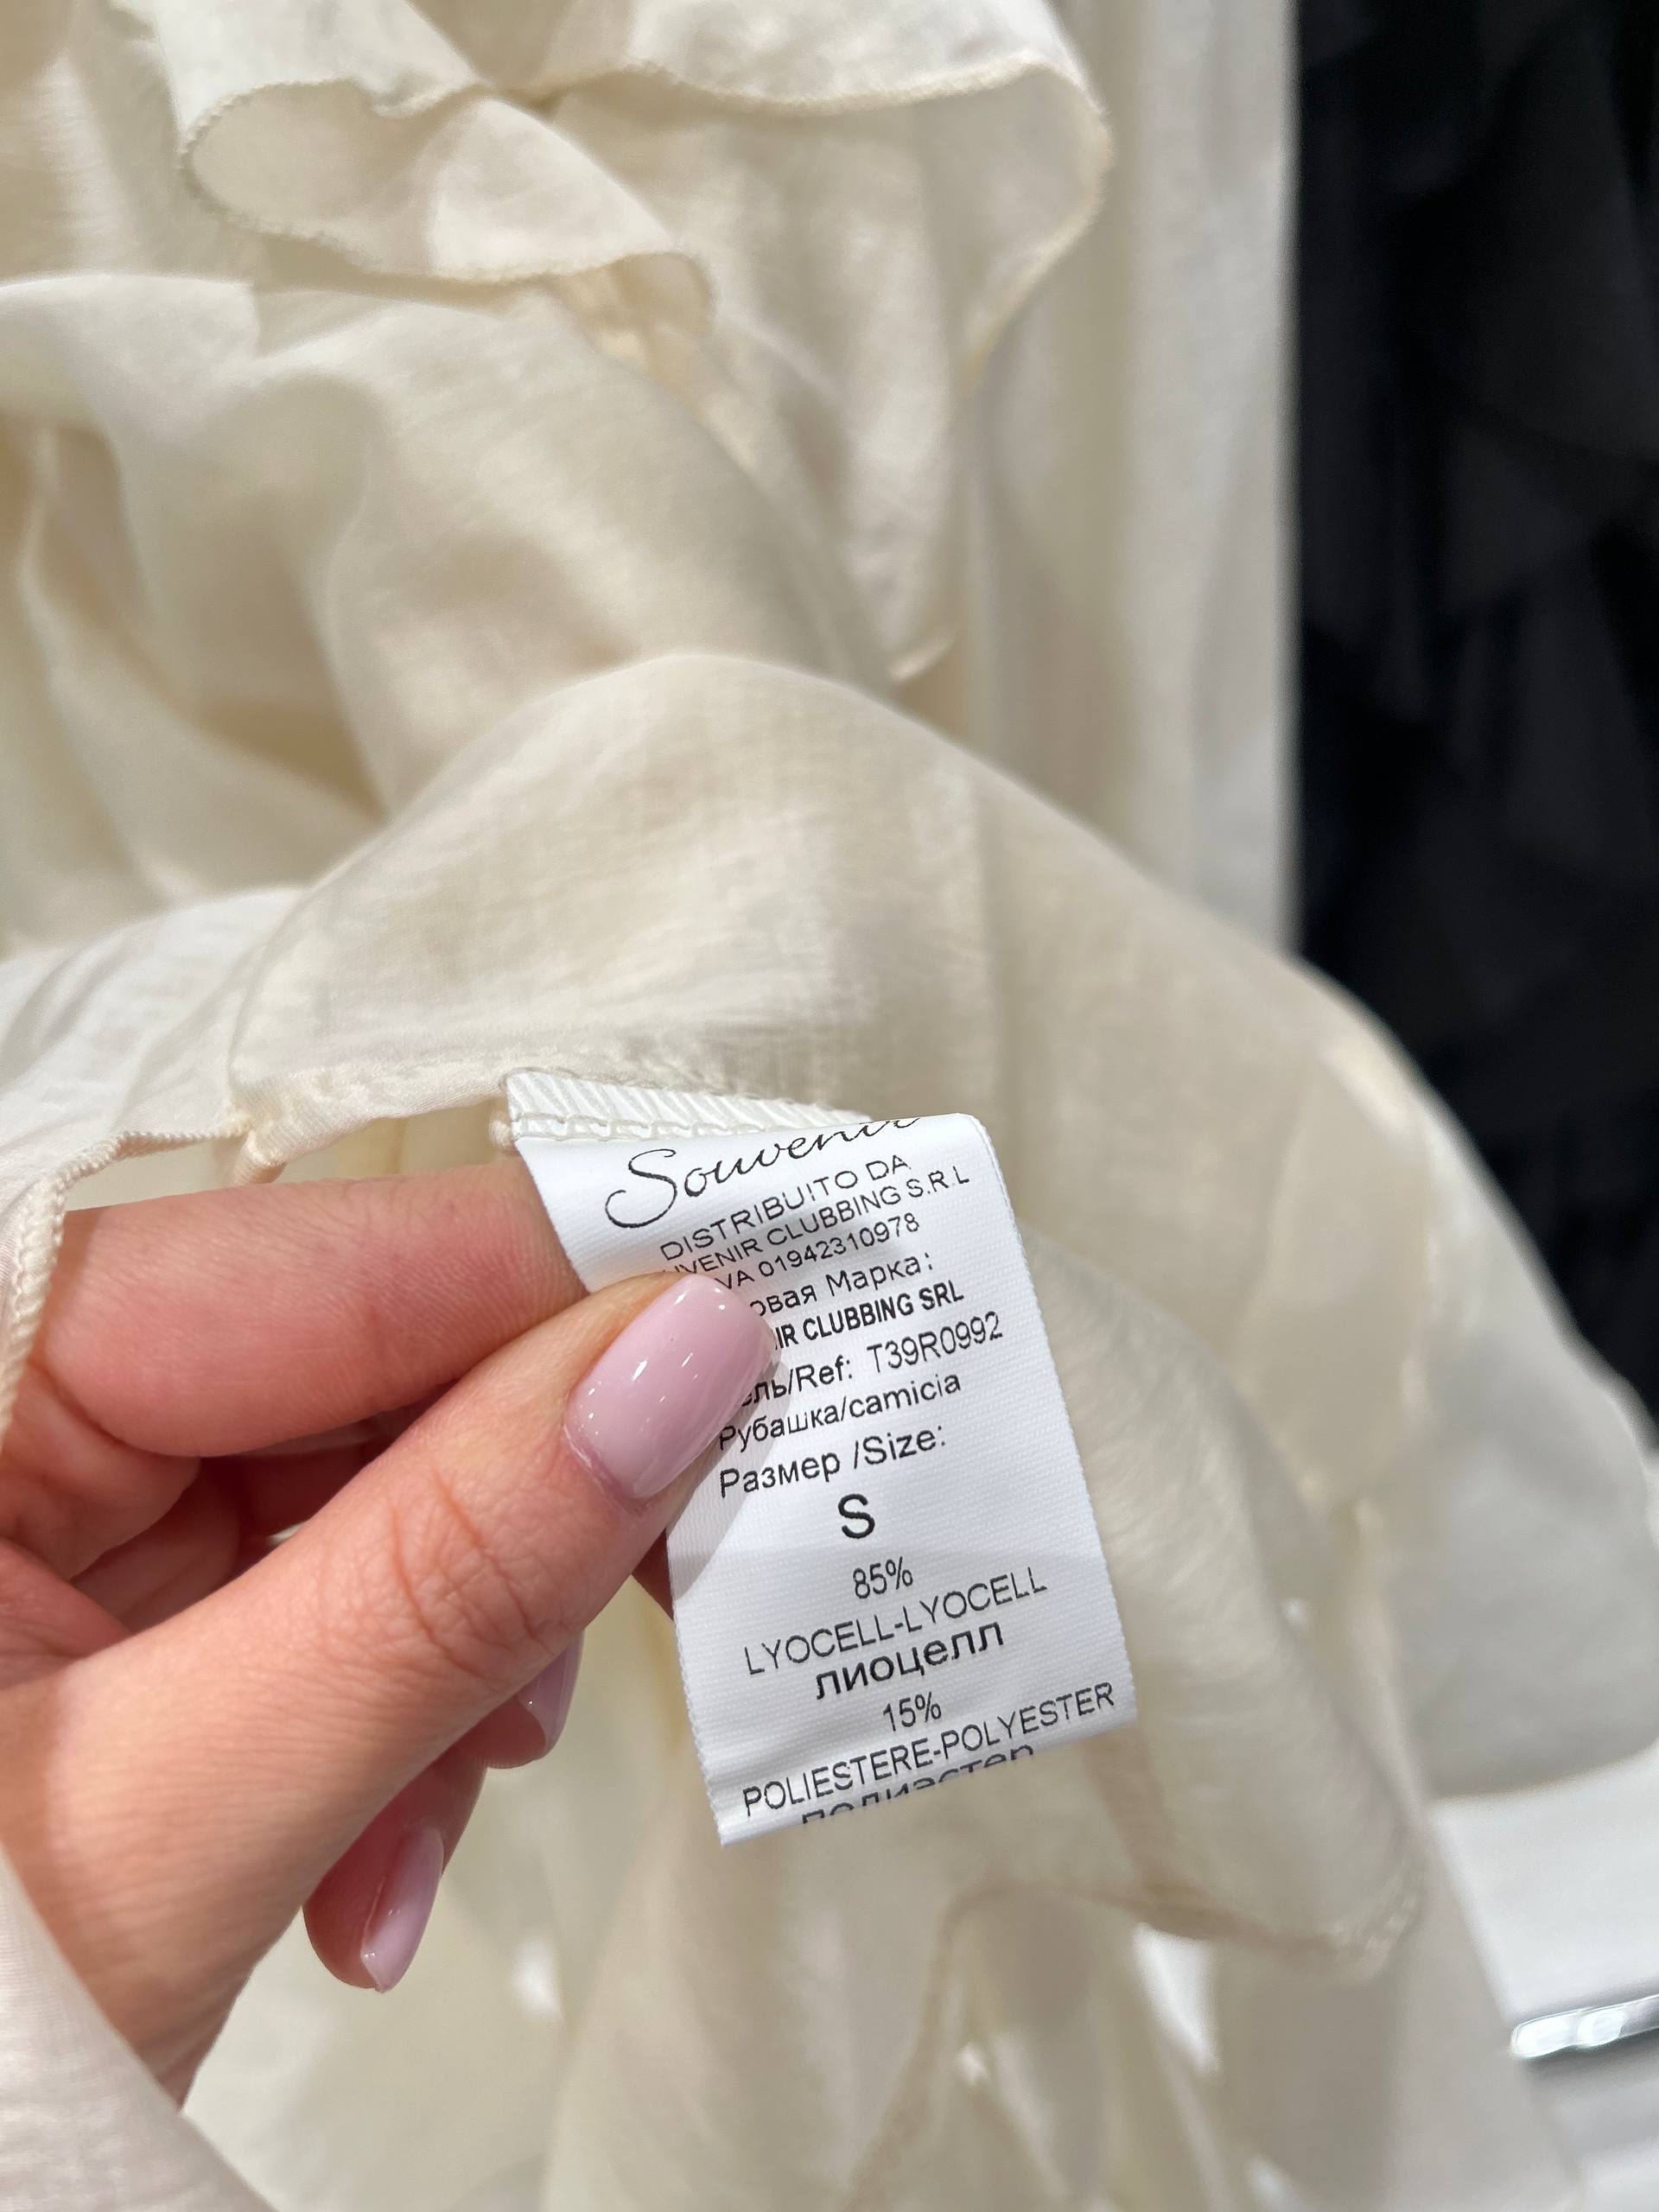 Souvenir
DISTRIBUITO DA
CLUBBING S.R.L
01942310978
Марка:
CLUBBING SRL
/Ref: T39R0992
Рубашка/camicia
Размер /Size:
S
85%
LYOCELL-LYOCELL
лиоцелл
15%
POLIESTERE-POLYESTER
полиэстер